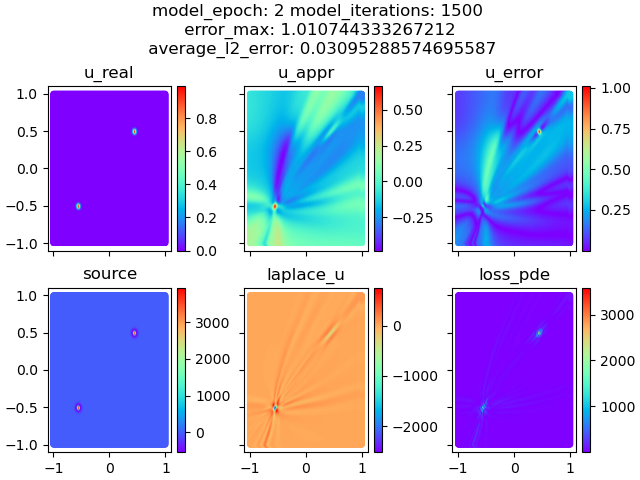 model_epoch: 2 model_iterations: 1500
error_max: 1.010744333267212
average_l2_error: 0.03095288574695587
u_real
u_appr
u_error
1.0
0.5
0.0
−0.5
−1.0
0.8
0.6
0.4
0.2
0.0
0.50
0.25
0.00
−0.25
1.00
0.75
0.50
0.25
source
laplace_u
loss_pde
1.0
0.5
0.0
−0.5
−1.0
−1 0 1
3000
2000
1000
0
−1 0 1
0
−1000
−2000
−1 0 1
3000
2000
1000